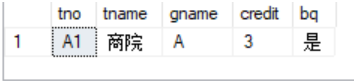 tno tname gname credit bq
1 A1 商院 A 3 是